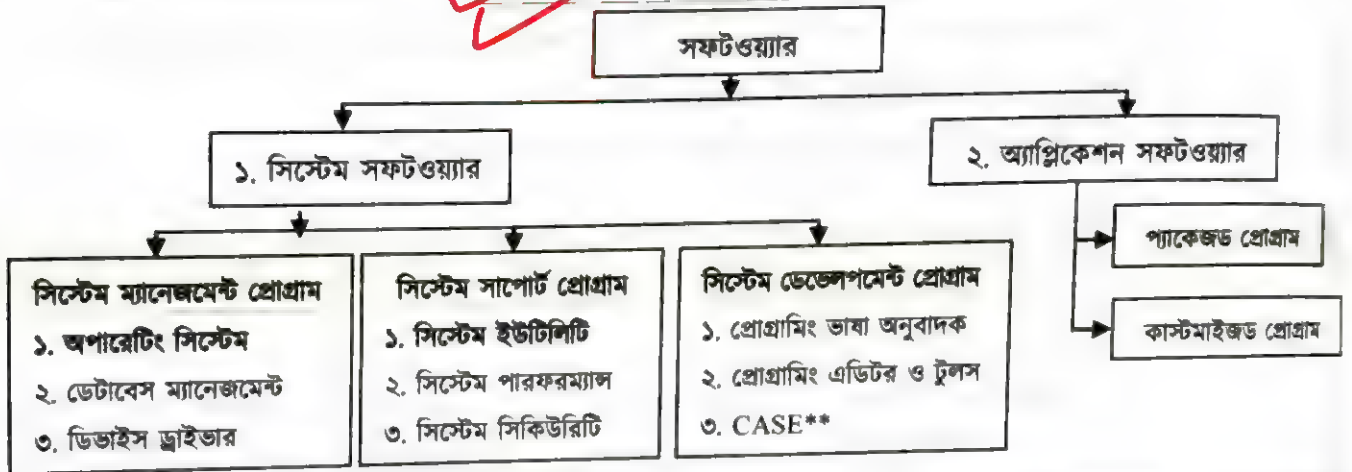 সফটওয়্যার
১. সিস্টেম সফটওয়্যার
২. অ্যাপ্লিকেশন সফটওয়্যার
প্যাকেজড প্রোগ্রাম
কাস্টমাইজড প্রোগ্রাম
সিস্টেম ম্যানেজমেন্ট প্রোগ্রাম
১. অপারেটিং সিস্টেম
২. ডেটাবেস ম্যানেজমেন্ট
৩. ডিভাইস ড্রাইভার
সিস্টেম সাপোর্ট প্রোগ্রাম
১. সিস্টেম ইউটিলিটি
২. সিস্টেম পারফরম্যান্স
৩. সিস্টেম সিকিউরিটি
সিস্টেম ডেভেলপমেন্ট প্রোগ্রাম
১. প্রোগ্রামিং ভাষা অনুবাদক
২. প্রোগ্রামিং এডিটর ও টুলস
৩. CASE**